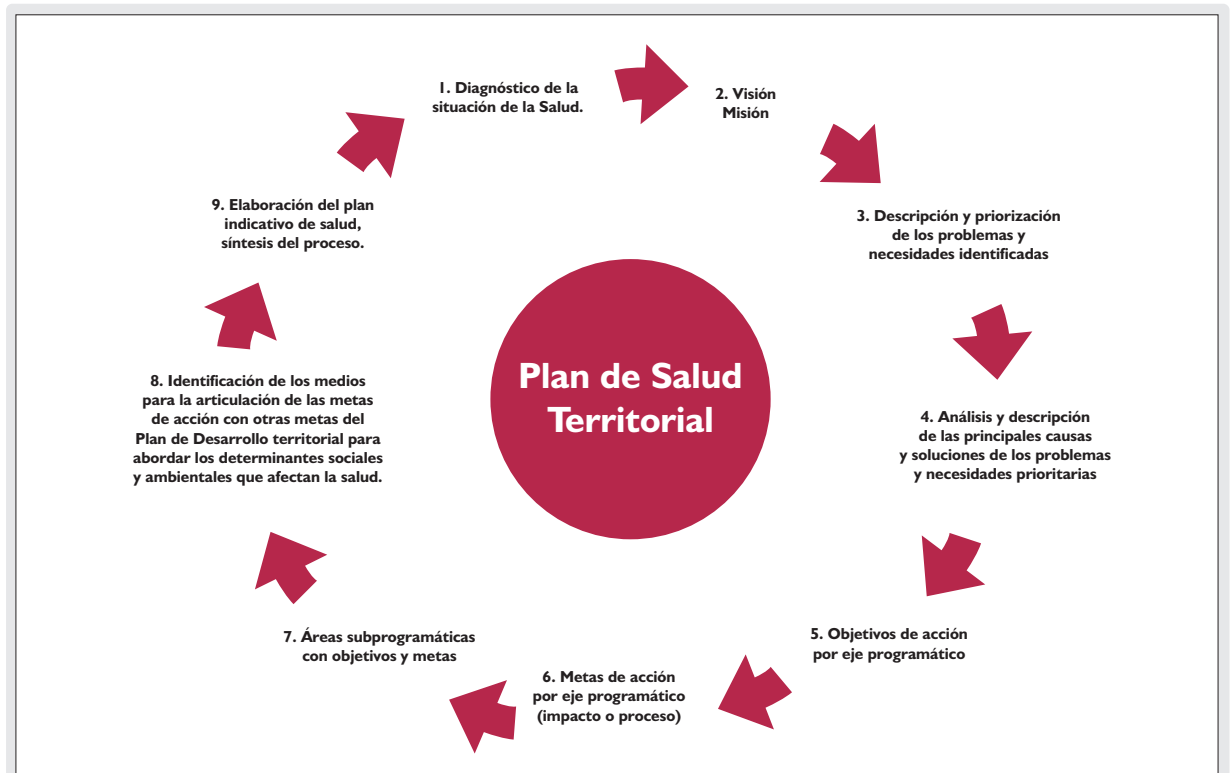 1. Diagnóstico de la
situación de la Salud.
2. Visión
Misión
3. Descripción y priorización
de los problemas y
necesidades identificadas
4. Análisis y descripción
de las principales causas
y soluciones de los problemas
y necesidades prioritarias
5. Objetivos de acción
por eje programático
6. Metas de acción
por eje programático
(impacto o proceso)
7. Áreas subprogramáticas
con objetivos y metas
8. Identificación de los medios
para la articulación de las metas
de acción con otras metas del
Plan de Desarrollo territorial para
abordar los determinantes sociales
y ambientales que afectan la salud.
9. Elaboración del plan
indicativo de salud,
síntesis del proceso.
Plan de Salud
Territorial